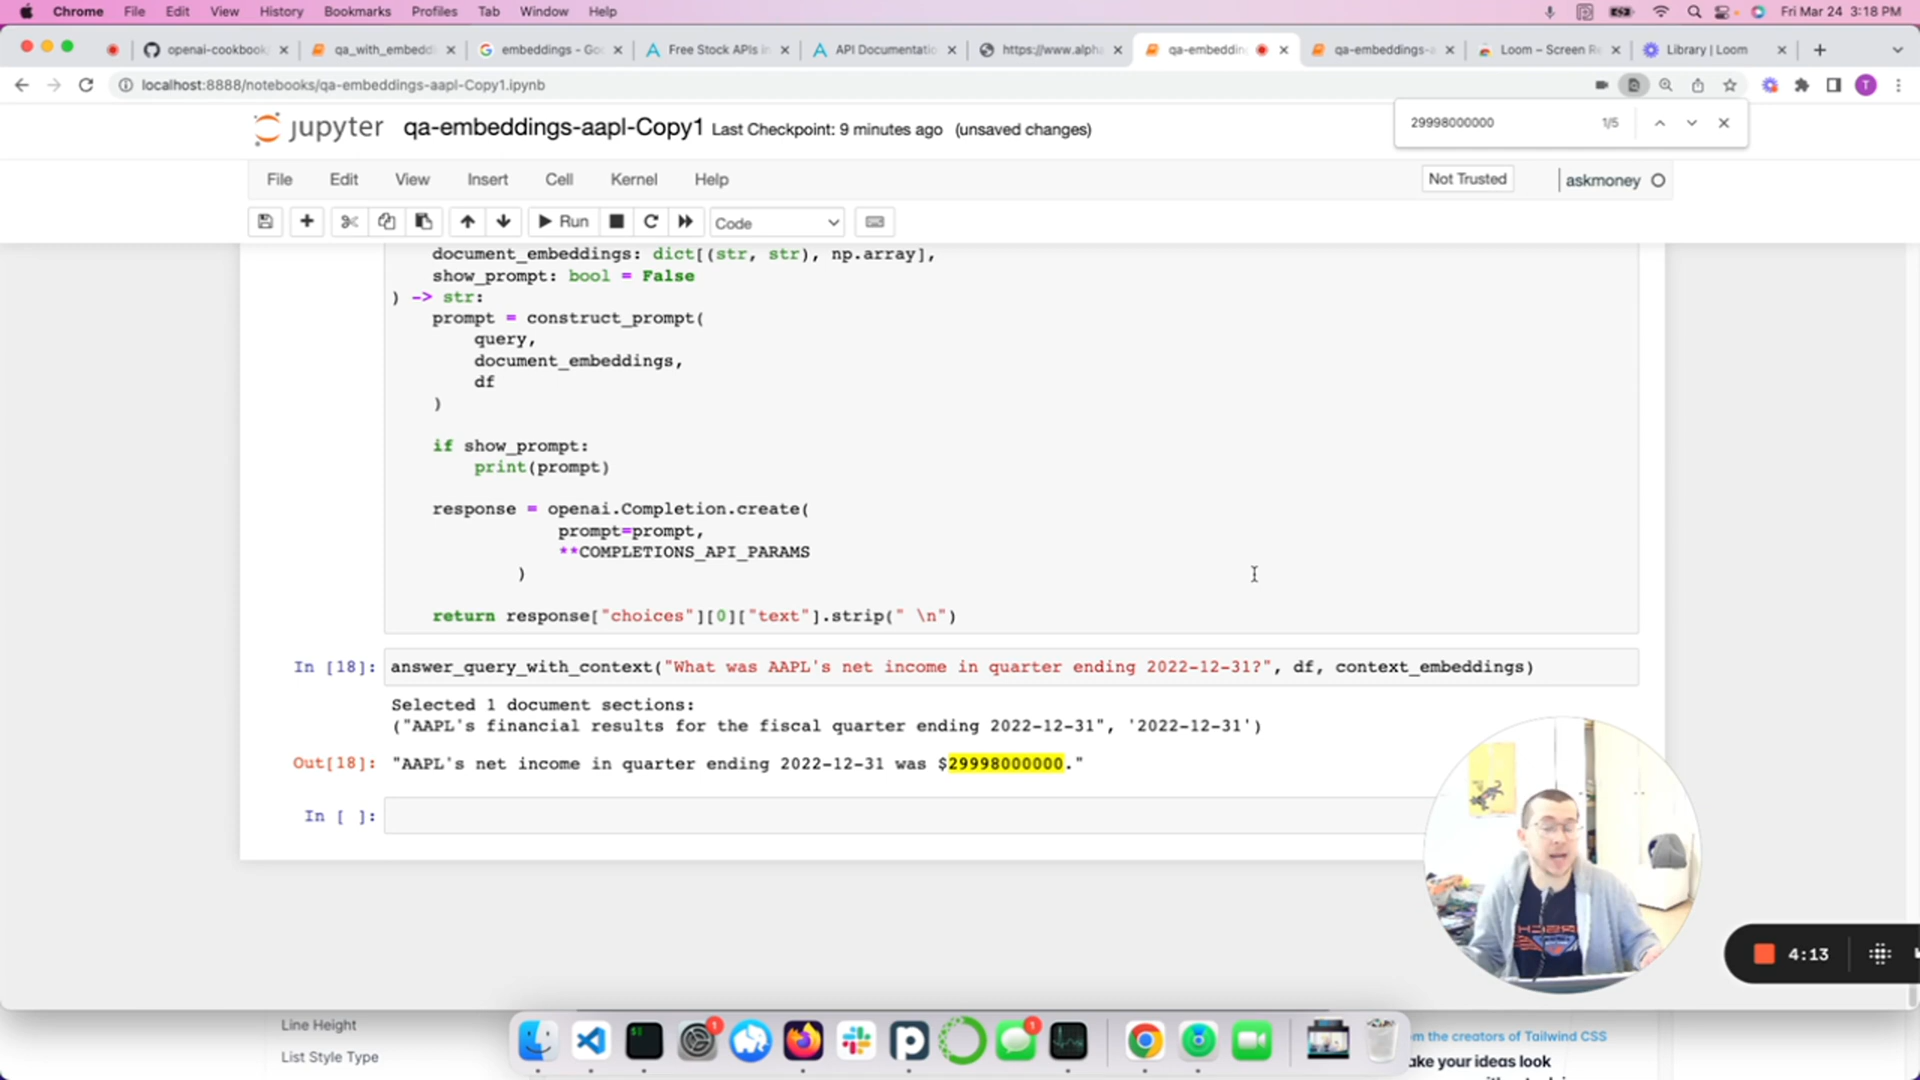 Chrome File Edit View History Bookmarks Profiles Tab Window Help Fri Mar 24 3:18 PM
openai-cookbook qa_with_embeddi embeddings - Goo Free Stock APIs in API Documentatio https://www.alpha qa-embeddin qa-embeddings-a Loom – Screen Re Library | Loom
localhost:8888/notebooks/qa-embeddings-aapl-Copy1.ipynb T
jupyter qa-embeddings-aapl-Copy1 Last Checkpoint: 9 minutes ago (unsaved changes)
29998000000 1/5
File Edit View Insert Cell Kernel Help Not Trusted askmoney
Run Code
document_embeddings: dict[(str, str), np.array],
show_prompt: bool = False
) -> str:
prompt = construct_prompt(
query,
document_embeddings,
df
)
if show_prompt:
print(prompt)
response = openai.Completion.create(
prompt=prompt,
**COMPLETIONS_API_PARAMS
)
return response["choices"][0]["text"].strip(" \n")
In [18]: answer_query_with_context("What was AAPL's net income in quarter ending 2022-12-31?", df, context_embeddings)
Selected 1 document sections:
("AAPL's financial results for the fiscal quarter ending 2022-12-31", '2022-12-31')
Out[18]: "AAPL's net income in quarter ending 2022-12-31 was $29998000000."
In [ ]:
4:13
Line Height
List Style Type
1
1
m the creators of Tailwind CSS
ake your ideas look